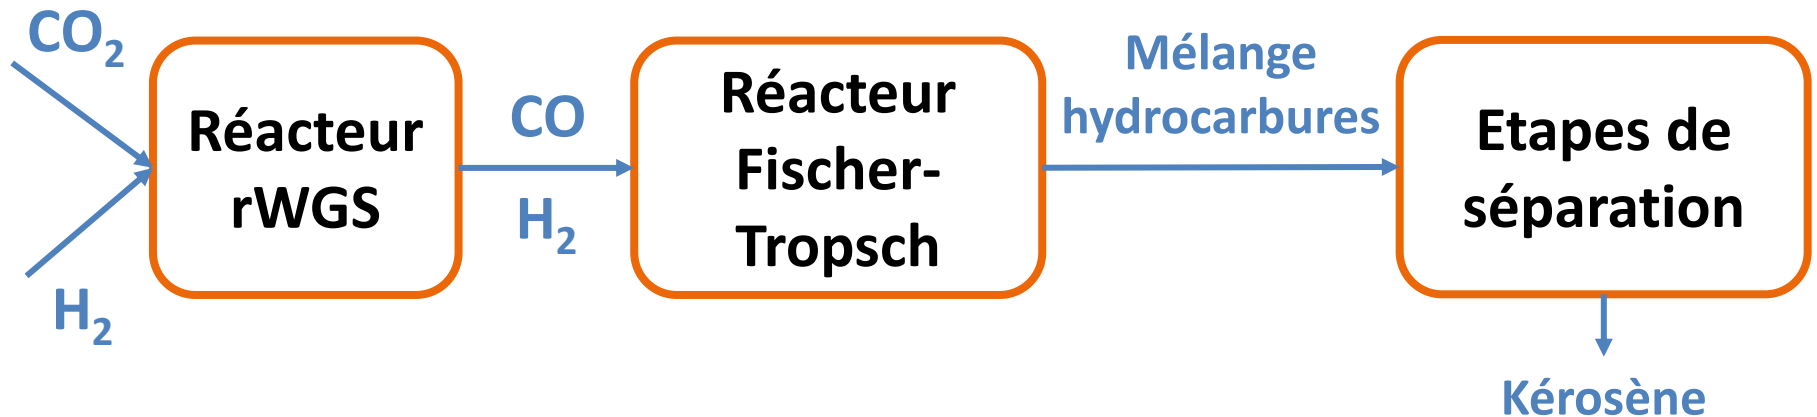 CO₂
H₂
Réacteur
rWGS
CO
H₂
Réacteur
Fischer-
Tropsch
Mélange
hydrocarbures
Etapes de
séparation
Kérosène